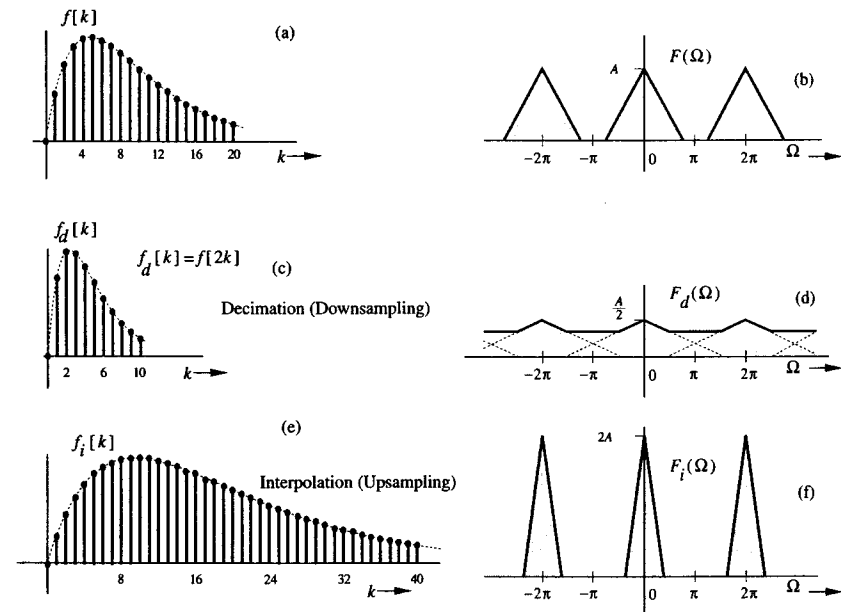 f[k]
(a)
4 8 12 16 20 k
A
F(Ω)
(b)
−2π −π 0 π 2π Ω
f_d[k]
f_d[k]=f[2k]
(c)
Decimation (Downsampling)
2 6 10 k
A/2
F_d(Ω)
(d)
−2π −π 0 π 2π Ω
f_i[k]
(e)
Interpolation (Upsampling)
8 16 24 32 40 k
2A
F_i(Ω)
(f)
−2π −π 0 π 2π Ω